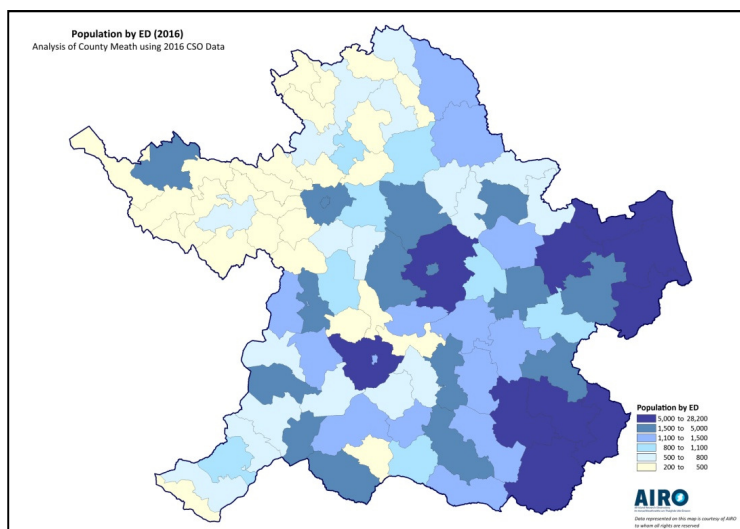 Population by ED (2016)
Analysis of County Meath using 2016 CSO Data
Population by ED
5,000 to 28,200
1,500 to 5,000
1,100 to 1,500
800 to 1,100
500 to 800
200 to 500
AIRO
Data represented on this map is courtesy of AIRO
to whom all rights are reserved